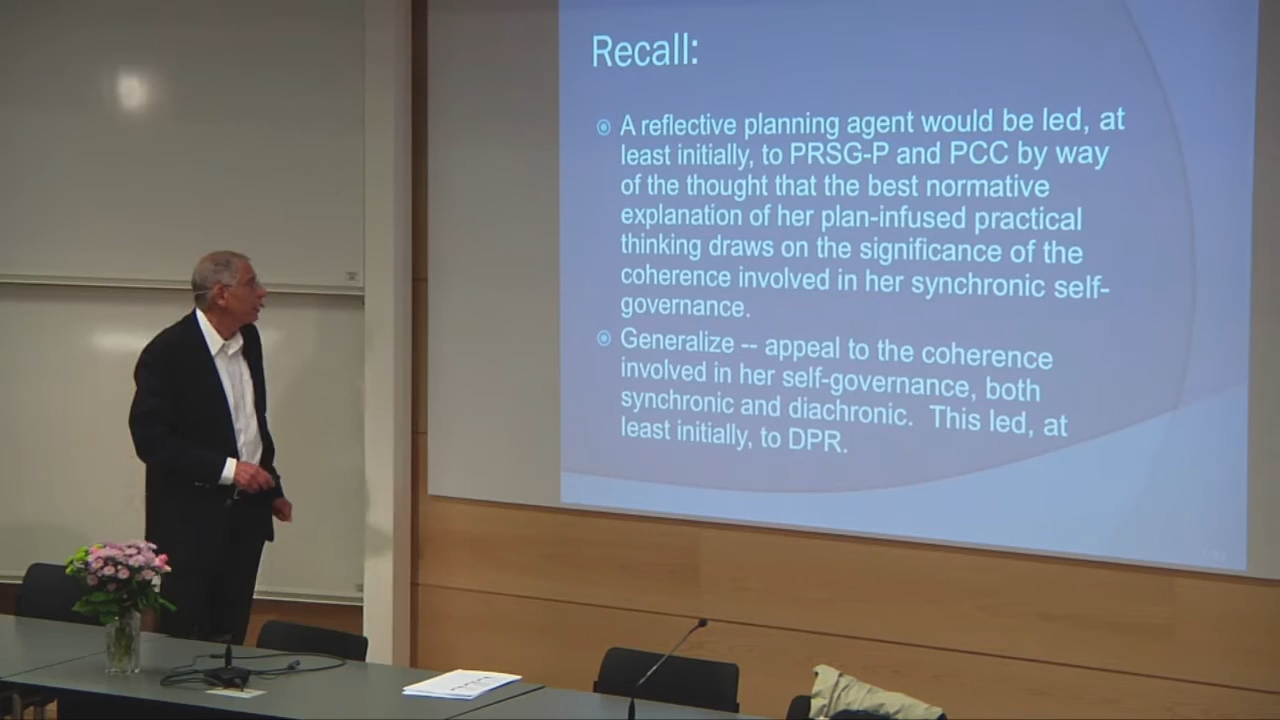 Recall:
A reflective planning agent would be led, at
least initially, to PRSG-P and PCC by way
of the thought that the best normative
explanation of her plan-infused practical
thinking draws on the significance of the
coherence involved in her synchronic self-
governance.
Generalize -- appeal to the coherence
involved in her self-governance, both
synchronic and diachronic. This led, at
least initially, to DPR.